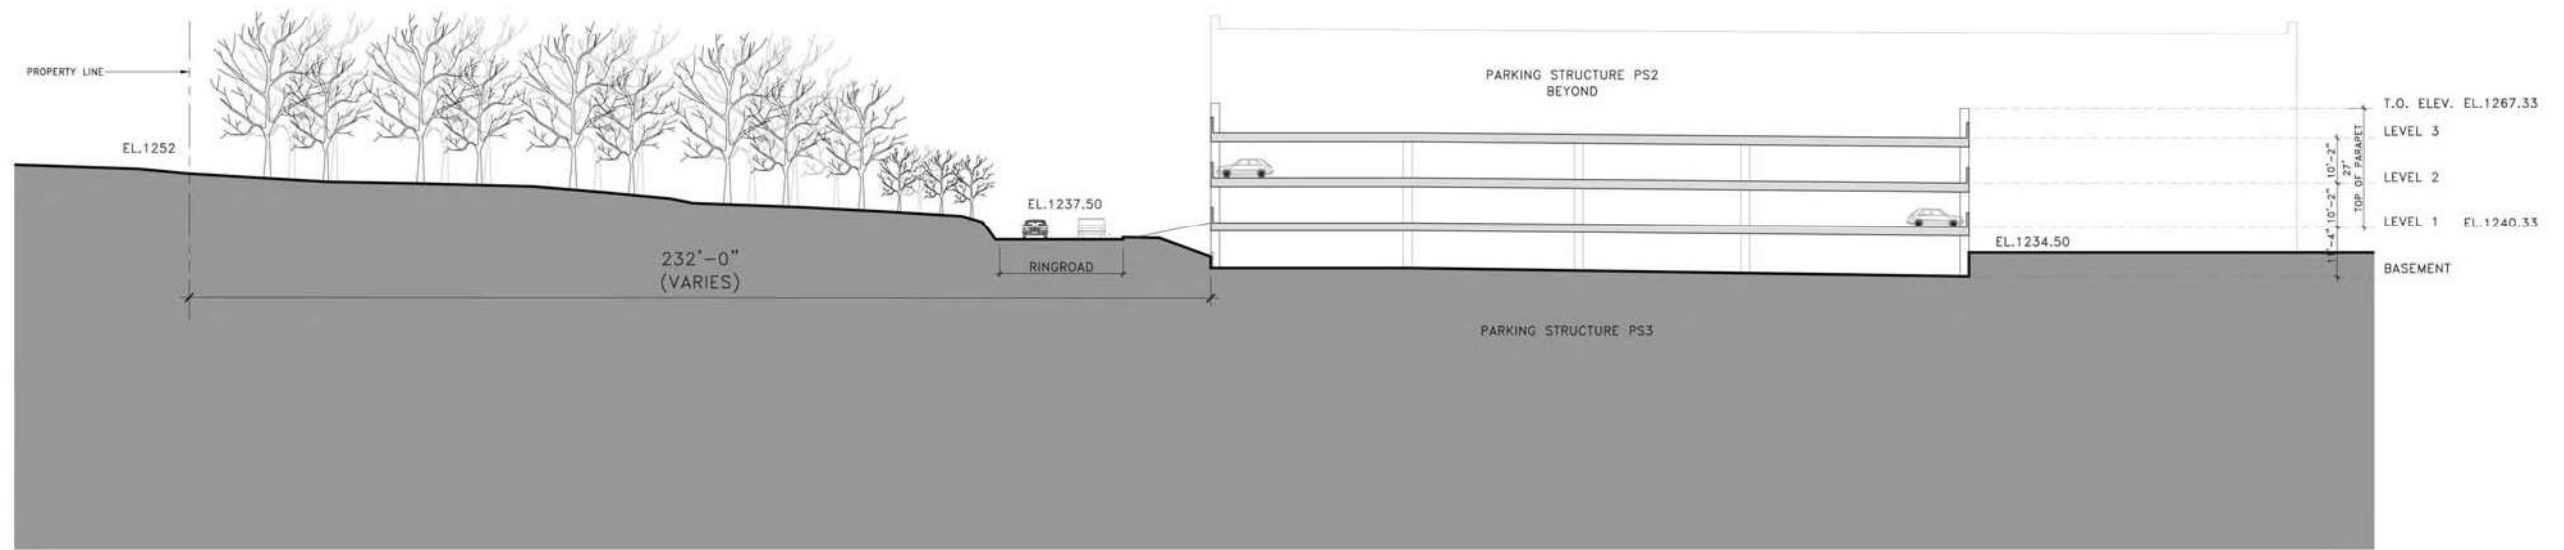 PROPERTY LINE
EL.1252
232'-0"
(VARIES)
EL.1237.50
RINGROAD
PARKING STRUCTURE PS2
BEYOND
PARKING STRUCTURE PS3
EL.1234.50
10'-2"
10'-2"
11'-4"
27'
TOP OF PARAPET
T.O. ELEV. EL.1267.33
LEVEL 3
LEVEL 2
LEVEL 1 EL.1240.33
BASEMENT